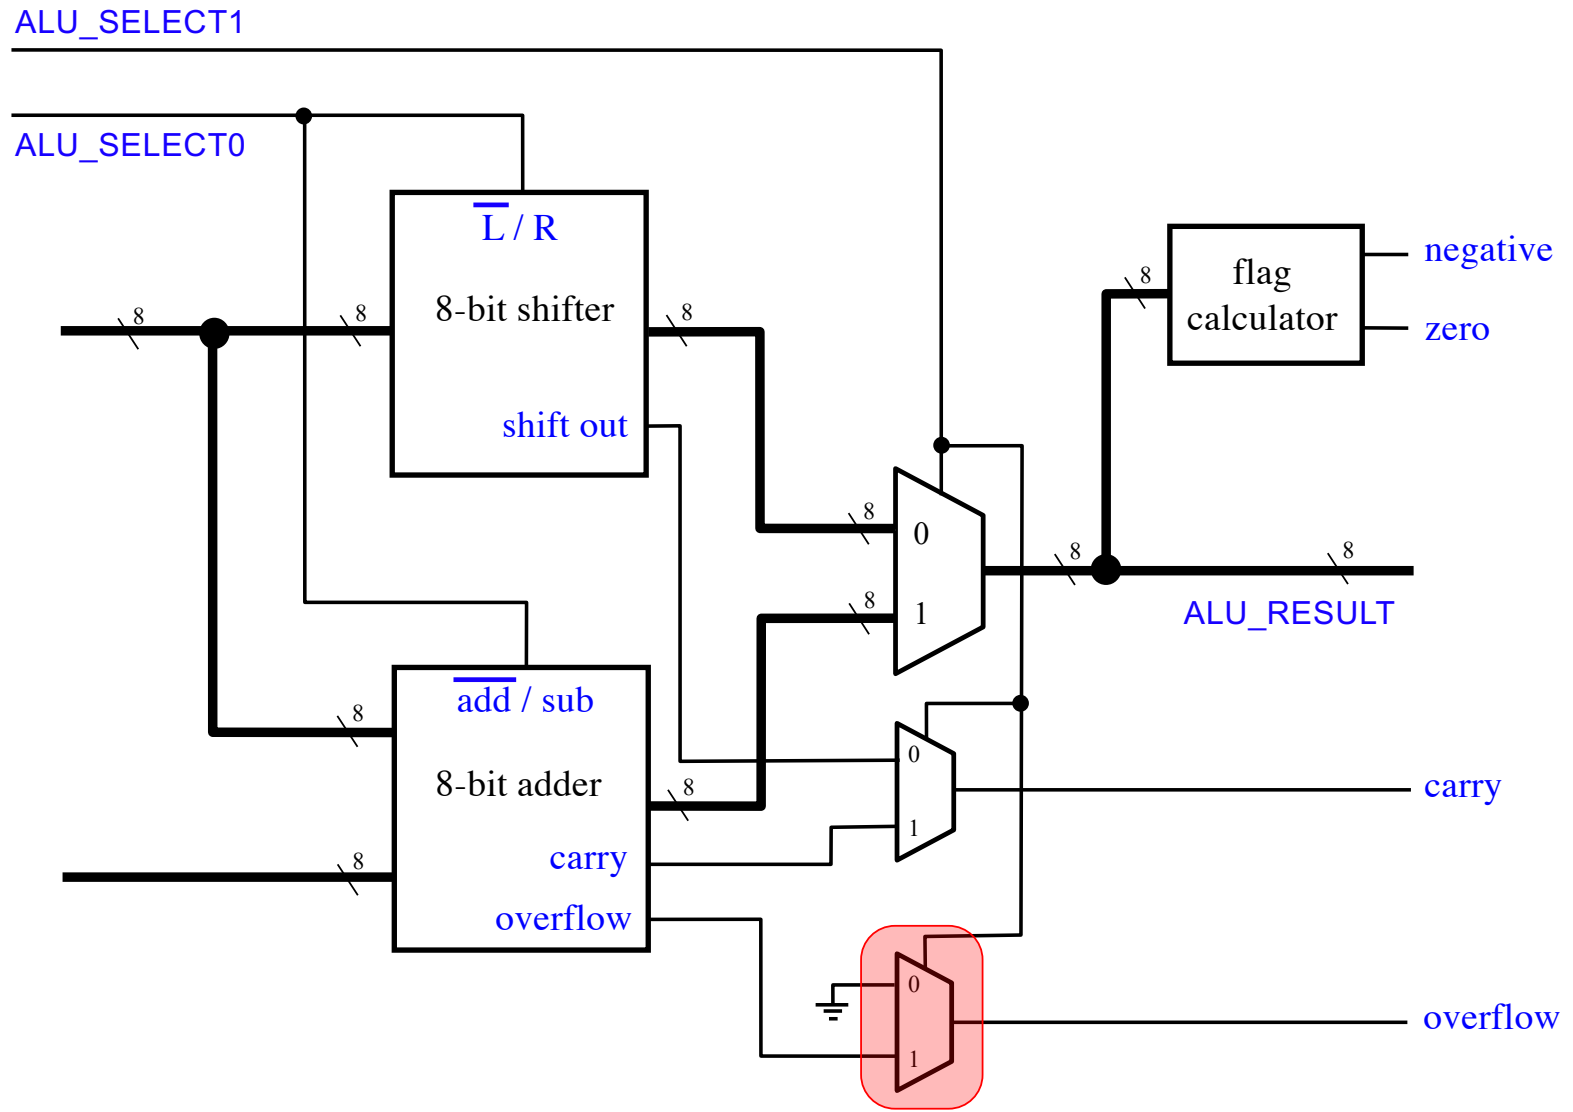 ALU_SELECT1
ALU_SELECT0
L / R
8-bit shifter
shift out
8
8
8
8
flag
calculator
negative
zero
0
1
8
8
8
8
ALU_RESULT
add / sub
8-bit adder
carry
overflow
8
8
8
0
1
carry
0
1
overflow